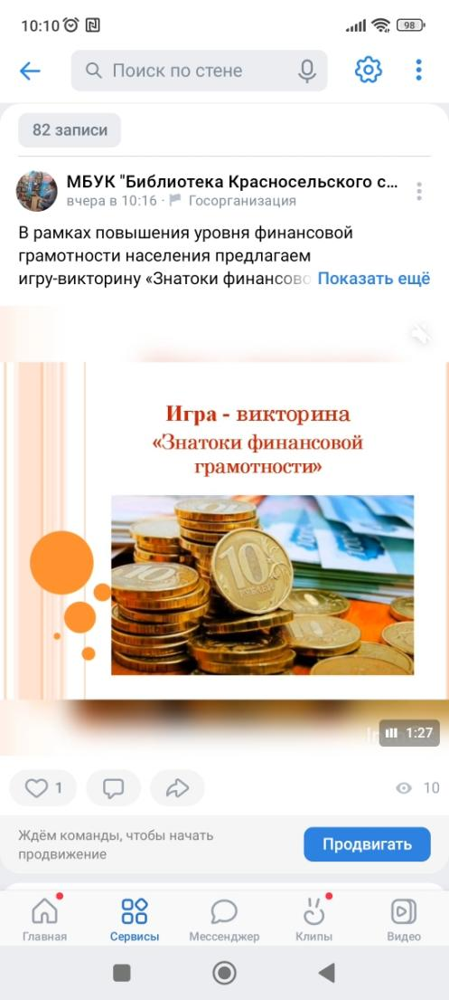 10:10
98
Поиск по стене
82 записи
МБУК "Библиотека Красносельского с...
вчера в 10:16 · Госорганизация
В рамках повышения уровня финансовой
грамотности населения предлагаем
игру-викторину «Знатоки финансово Показать ещё
Игра - викторина
«Знатоки финансовой
грамотности»
10
РУБЛЕЙ
1:27
1
10
Ждём команды, чтобы начать
продвижение
Продвигать
Главная
Сервисы
Мессенджер
Клипы
Видео